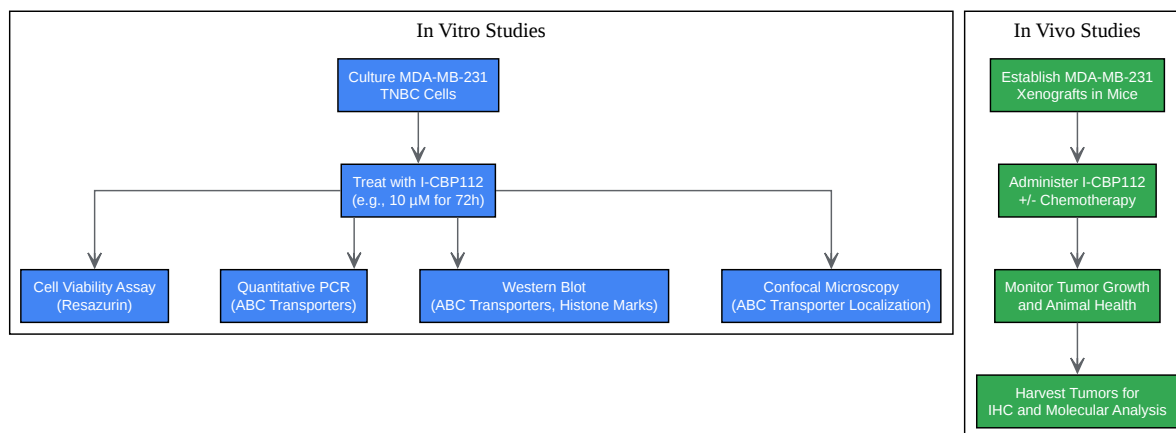 In Vitro Studies
Culture MDA-MB-231
TNBC Cells
Treat with I-CBP112
(e.g., 10 µM for 72h)
Cell Viability Assay
(Resazurin)
Quantitative PCR
(ABC Transporters)
Western Blot
(ABC Transporters, Histone Marks)
Confocal Microscopy
(ABC Transporter Localization)
In Vivo Studies
Establish MDA-MB-231
Xenografts in Mice
Administer I-CBP112
+/- Chemotherapy
Monitor Tumor Growth
and Animal Health
Harvest Tumors for
IHC and Molecular Analysis